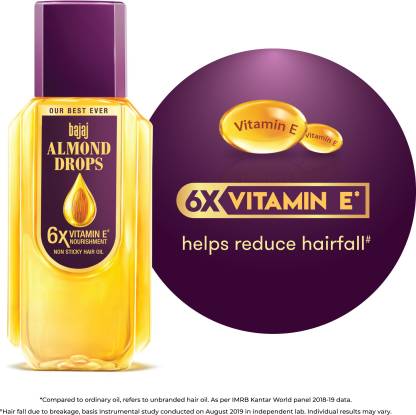 OUR BEST EVER
bajaj
ALMOND
DROPS
6X VITAMIN E*
NOURISHMENT
NON STICKY HAIR OIL
Vitamin E
Vitamin E
6X VITAMIN E*
helps reduce hairfall#
*Compared to ordinary oil, refers to unbranded hair oil. As per IMRB Kantar World panel 2018-19 data.
#Hair fall due to breakage, basis Instrumental study conducted on August 2019 in independent lab. Individual results may vary.